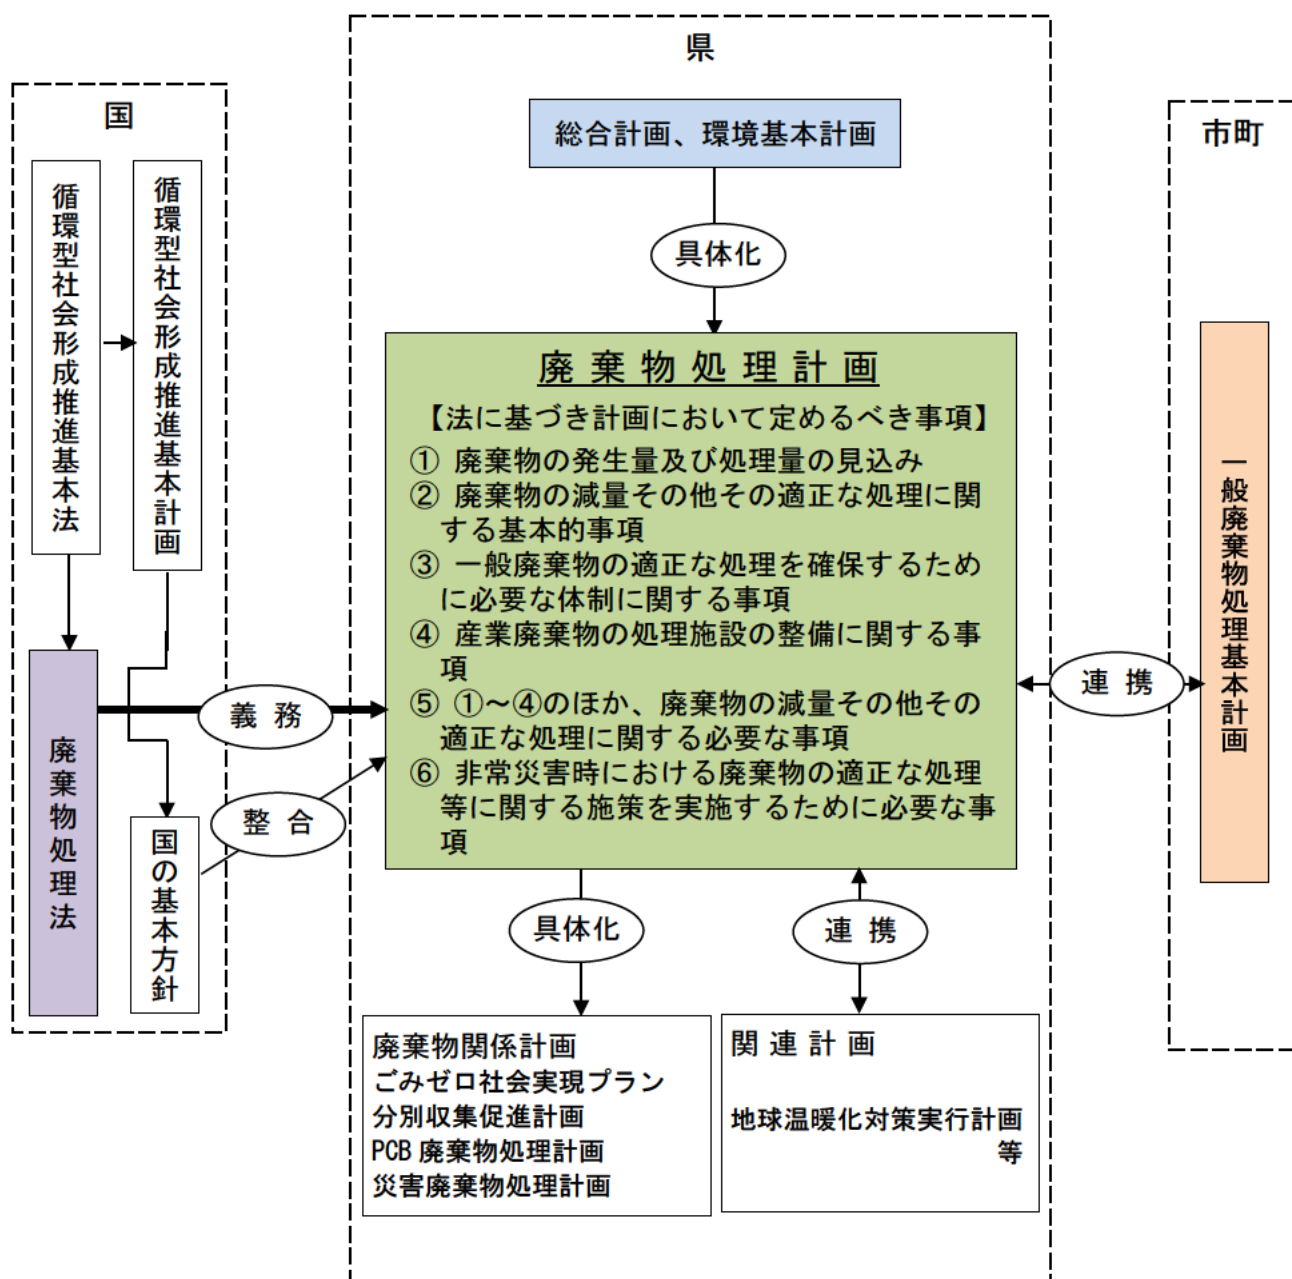 国
循環型社会形成推進基本法
循環型社会形成推進基本計画
廃棄物処理法
国の基本方針
義務
整合
県
総合計画、環境基本計画
具体化
廃棄物処理計画
【法に基づき計画において定めるべき事項】
① 廃棄物の発生量及び処理量の見込み
② 廃棄物の減量その他その適正な処理に関
する基本的事項
③ 一般廃棄物の適正な処理を確保するため
に必要な体制に関する事項
④ 産業廃棄物の処理施設の整備に関する事
項
⑤ ①～④のほか、廃棄物の減量その他その
適正な処理に関する必要な事項
⑥ 非常災害時における廃棄物の適正な処理
等に関する施策を実施するために必要な事
項
具体化
連携
廃棄物関係計画
ごみゼロ社会実現プラン
分別収集促進計画
PCB 廃棄物処理計画
災害廃棄物処理計画
関連計画
地球温暖化対策実行計画
等
連携
市町
一般廃棄物処理基本計画